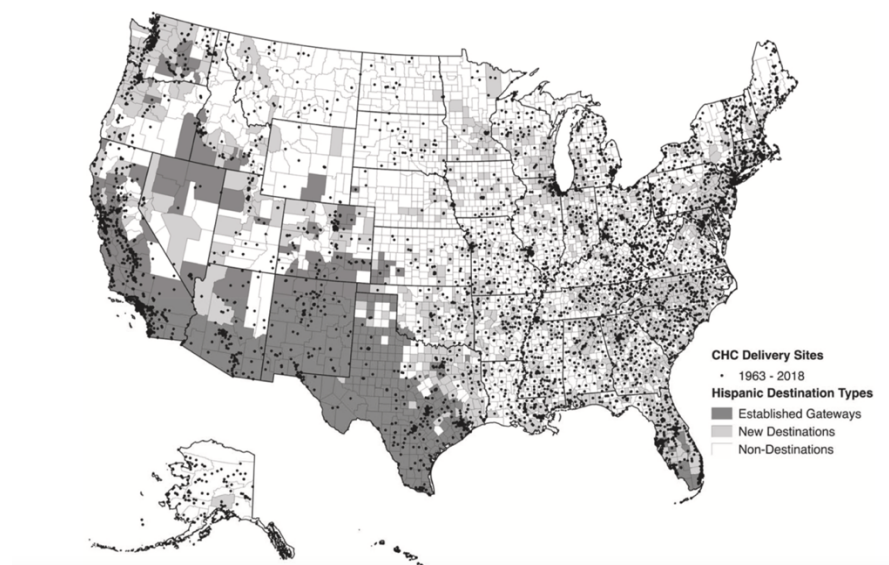 CHC Delivery Sites
1963 - 2018
Hispanic Destination Types
Established Gateways
New Destinations
Non-Destinations